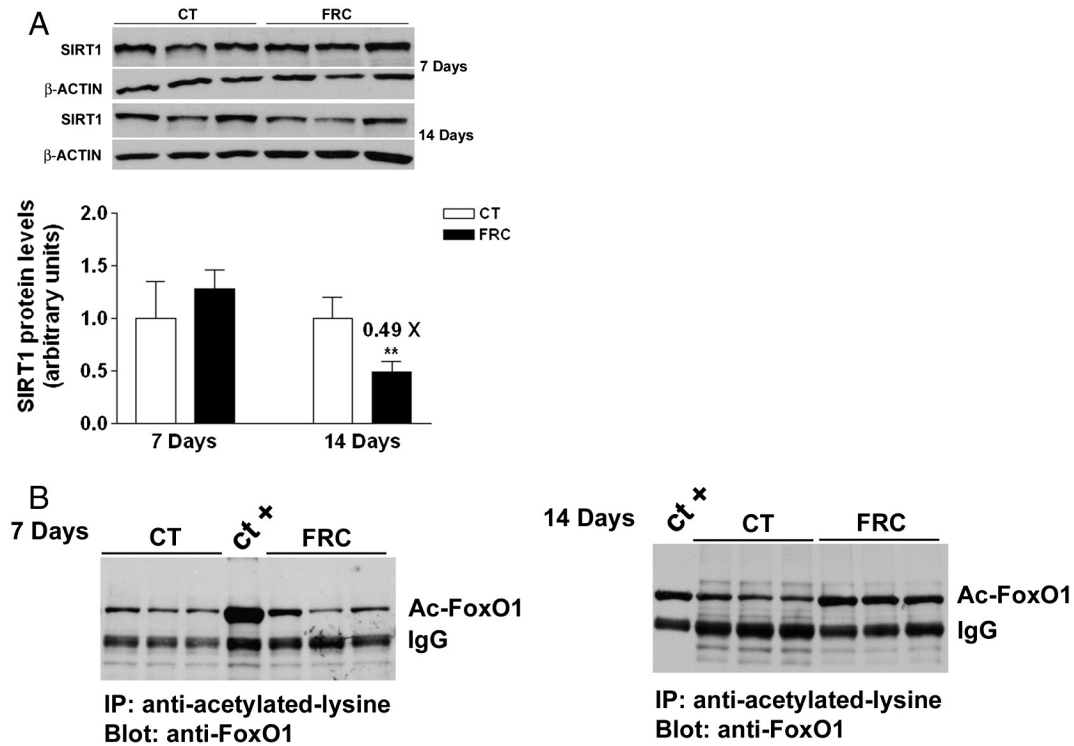 A
CT FRC
SIRT1
7 Days
β-ACTIN
SIRT1
14 Days
β-ACTIN
SIRT1 protein levels
(arbitrary units)
2.0
1.5
1.0
0.5
0.0
CT
FRC
0.49 X
**
7 Days 14 Days
B
7 Days
CT ct + FRC
Ac-FoxO1
IgG
IP: anti-acetylated-lysine
Blot: anti-FoxO1
14 Days
ct + CT FRC
Ac-FoxO1
IgG
IP: anti-acetylated-lysine
Blot: anti-FoxO1